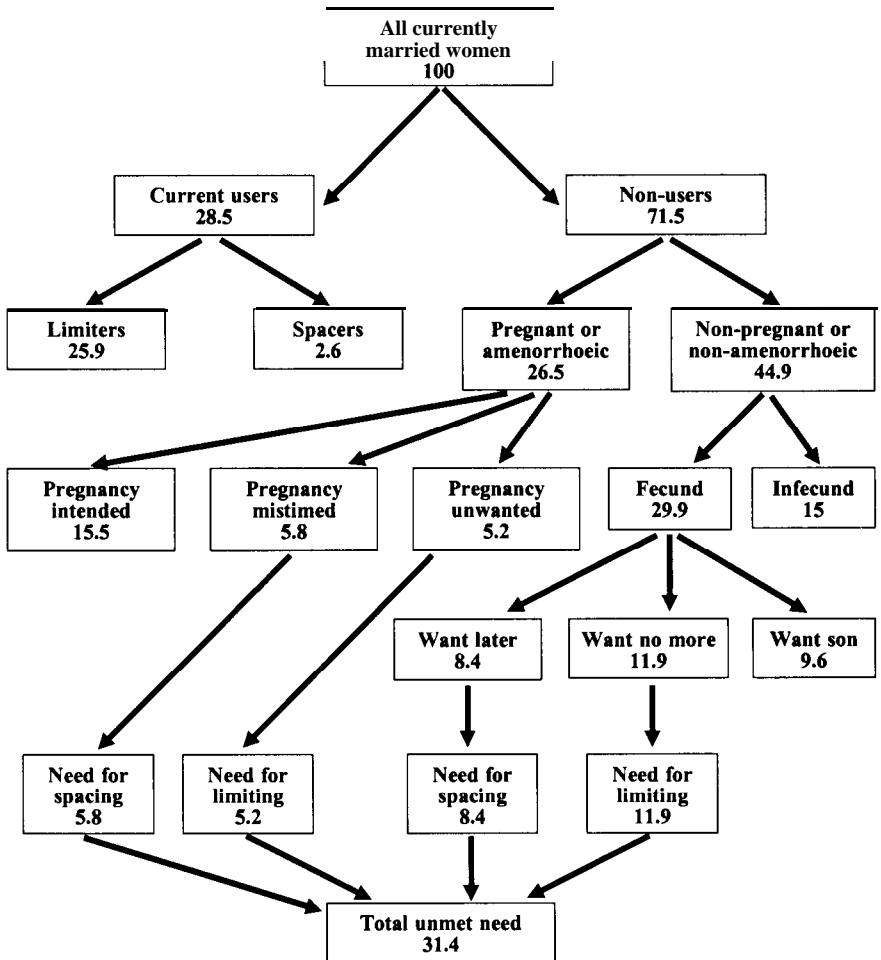 All currently
married women
100
Current users
28.5
Non-users
71.5
Limiters
25.9
Spacers
2.6
Pregnant or
amenorrhoeic
26.5
Non-pregnant or
non-amenorrhoeic
44.9
Pregnancy
intended
15.5
Pregnancy
mistimed
5.8
Pregnancy
unwanted
5.2
Fecund
29.9
Infecund
15
Want later
8.4
Want no more
11.9
Want son
9.6
Need for
spacing
5.8
Need for
limiting
5.2
Need for
spacing
8.4
Need for
limiting
11.9
Total unmet need
31.4